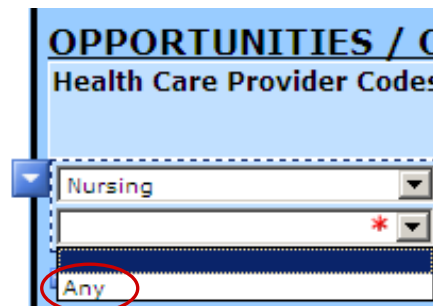 OPPORTUNITIES /
Health Care Provider Codes
Nursing
*
Any